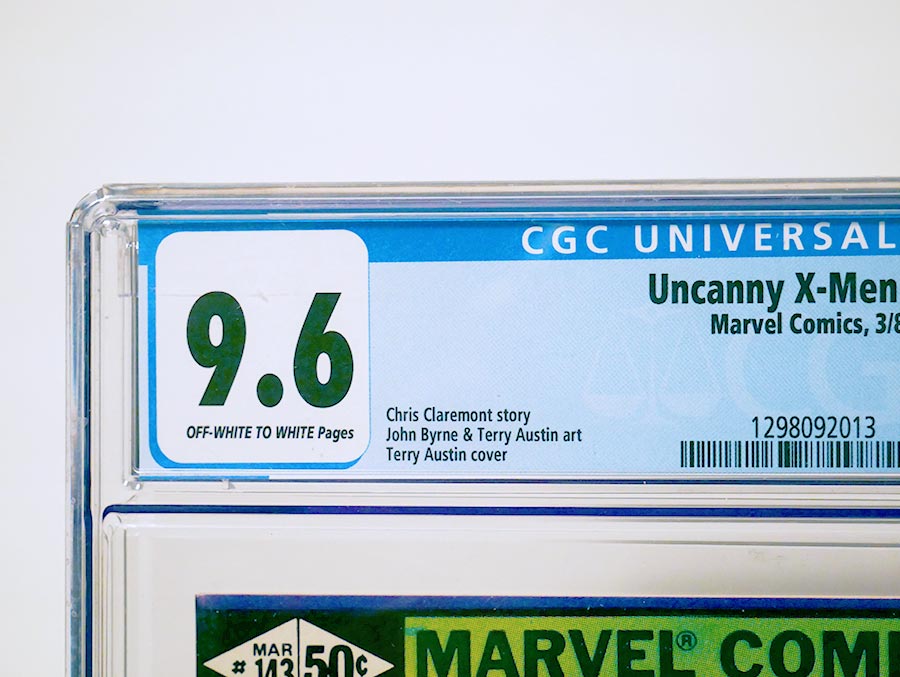 CGC UNIVERSAL
9.6
OFF-WHITE TO WHITE Pages
Uncanny X-Men
Marvel Comics, 3/8
Chris Claremont story
John Byrne & Terry Austin art
Terry Austin cover
1298092013
MAR
# 143
50¢
MARVEL® COMI